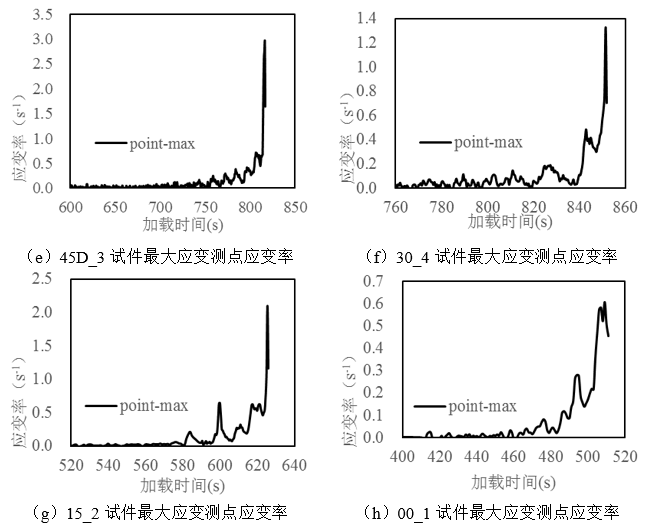 3.5
3.0
2.5
2.0
1.5
1.0
0.5
0.0
应变率（s-1）
point-max
600 650 700 750 800 850
加载时间(s)
（e）45D_3 试件最大应变测点应变率
1.4
1.2
1.0
0.8
0.6
0.4
0.2
0.0
应变率（s-1）
point-max
760 780 800 820 840 860
加载时间(s)
（f）30_4 试件最大应变测点应变率
2.5
2.0
1.5
1.0
0.5
0.0
应变率（s-1）
point-max
520 540 560 580 600 620 640
加载时间(s)
（g）15_2 试件最大应变测点应变率
0.7
0.6
0.5
0.4
0.3
0.2
0.1
0.0
应变率（s-1）
point-max
400 420 440 460 480 500 520
加载时间(s)
（h）00_1 试件最大应变测点应变率